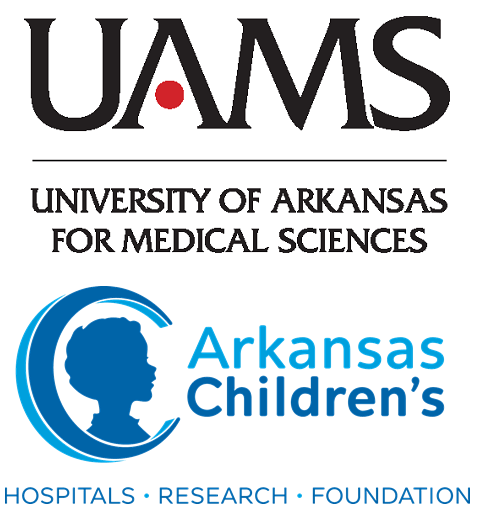 UAMS
UNIVERSITY OF ARKANSAS
FOR MEDICAL SCIENCES
Arkansas
Children's
HOSPITALS · RESEARCH · FOUNDATION